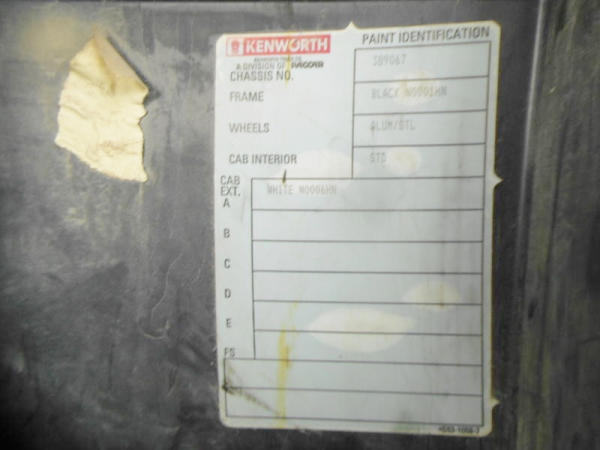 KENWORTH PAINT IDENTIFICATION
A DIVISION OF PACCAR
CHASSIS NO. S89067
FRAME BLACK N0001HN
WHEELS ALUM/STL
CAB INTERIOR STD
CAB
EXT.
A WHITE N0006HN
B
C
D
E
FS